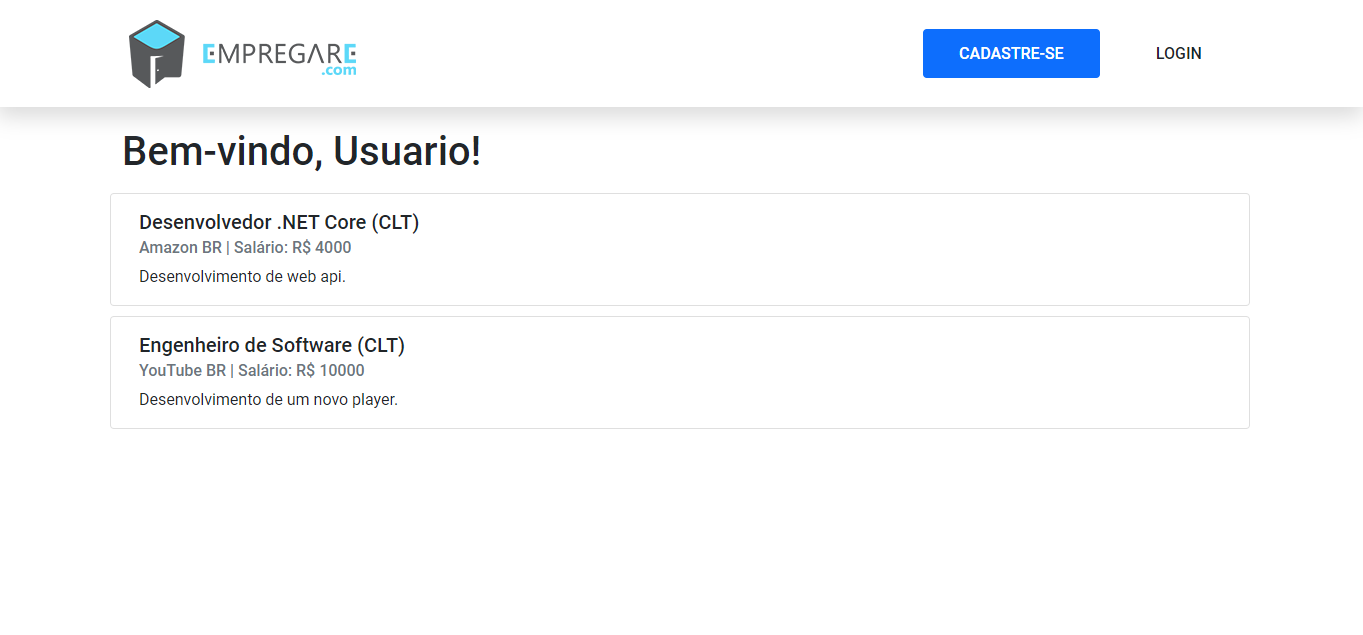 EMPREGARE
.com
CADASTRE-SE
LOGIN
Bem-vindo, Usuario!
Desenvolvedor .NET Core (CLT)
Amazon BR | Salário: R$ 4000
Desenvolvimento de web api.
Engenheiro de Software (CLT)
YouTube BR | Salário: R$ 10000
Desenvolvimento de um novo player.